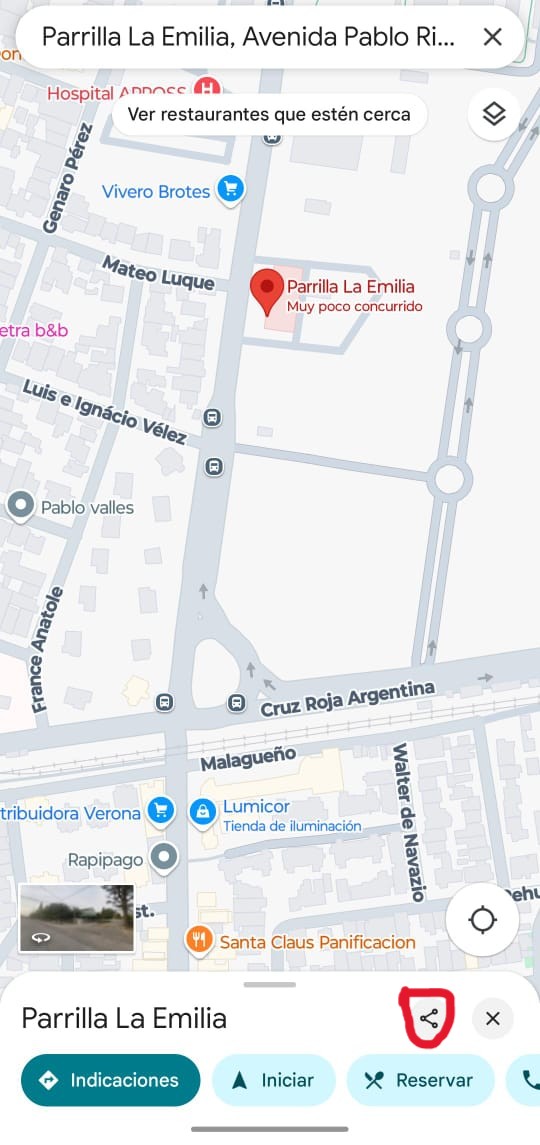 Parrilla La Emilia, Avenida Pablo Ri...
Hospital APROSS
H
Ver restaurantes que estén cerca
Genaro Pérez
Vivero Brotes
Mateo Luque
Parrilla La Emilia
Muy poco concurrido
etra b&b
Luis e Ignácio Vélez
Pablo valles
France Anatole
Cruz Roja Argentina
Malagueño
Walter de Navazio
tribuidora Verona
Lumicor
Tienda de iluminación
Rapipago
st.
Santa Claus Panificacion
Parrilla La Emilia
Indicaciones
Iniciar
Reservar